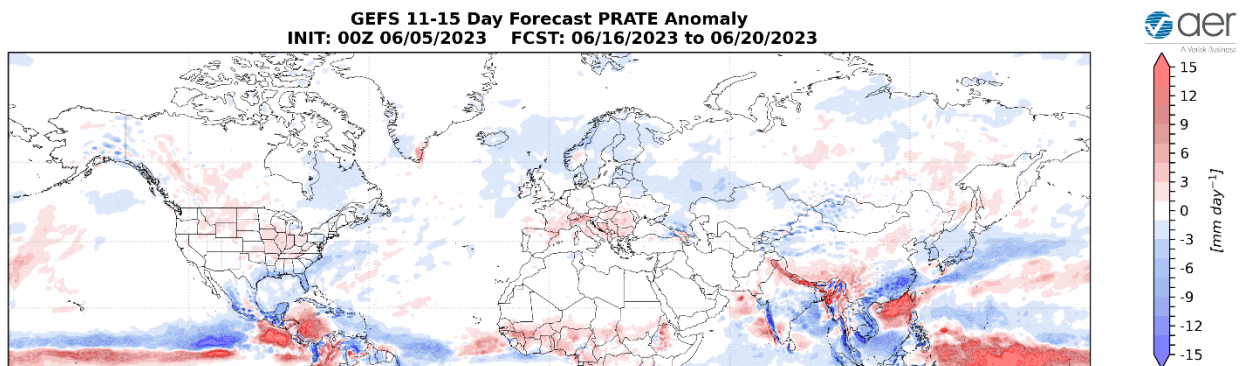 GEFS 11-15 Day Forecast PRATE Anomaly
INIT: 00Z 06/05/2023 FCST: 06/16/2023 to 06/20/2023
aer
A Verisk Business
15
12
9
6
3
0
-3
-6
-9
-12
-15
[mm day⁻¹]